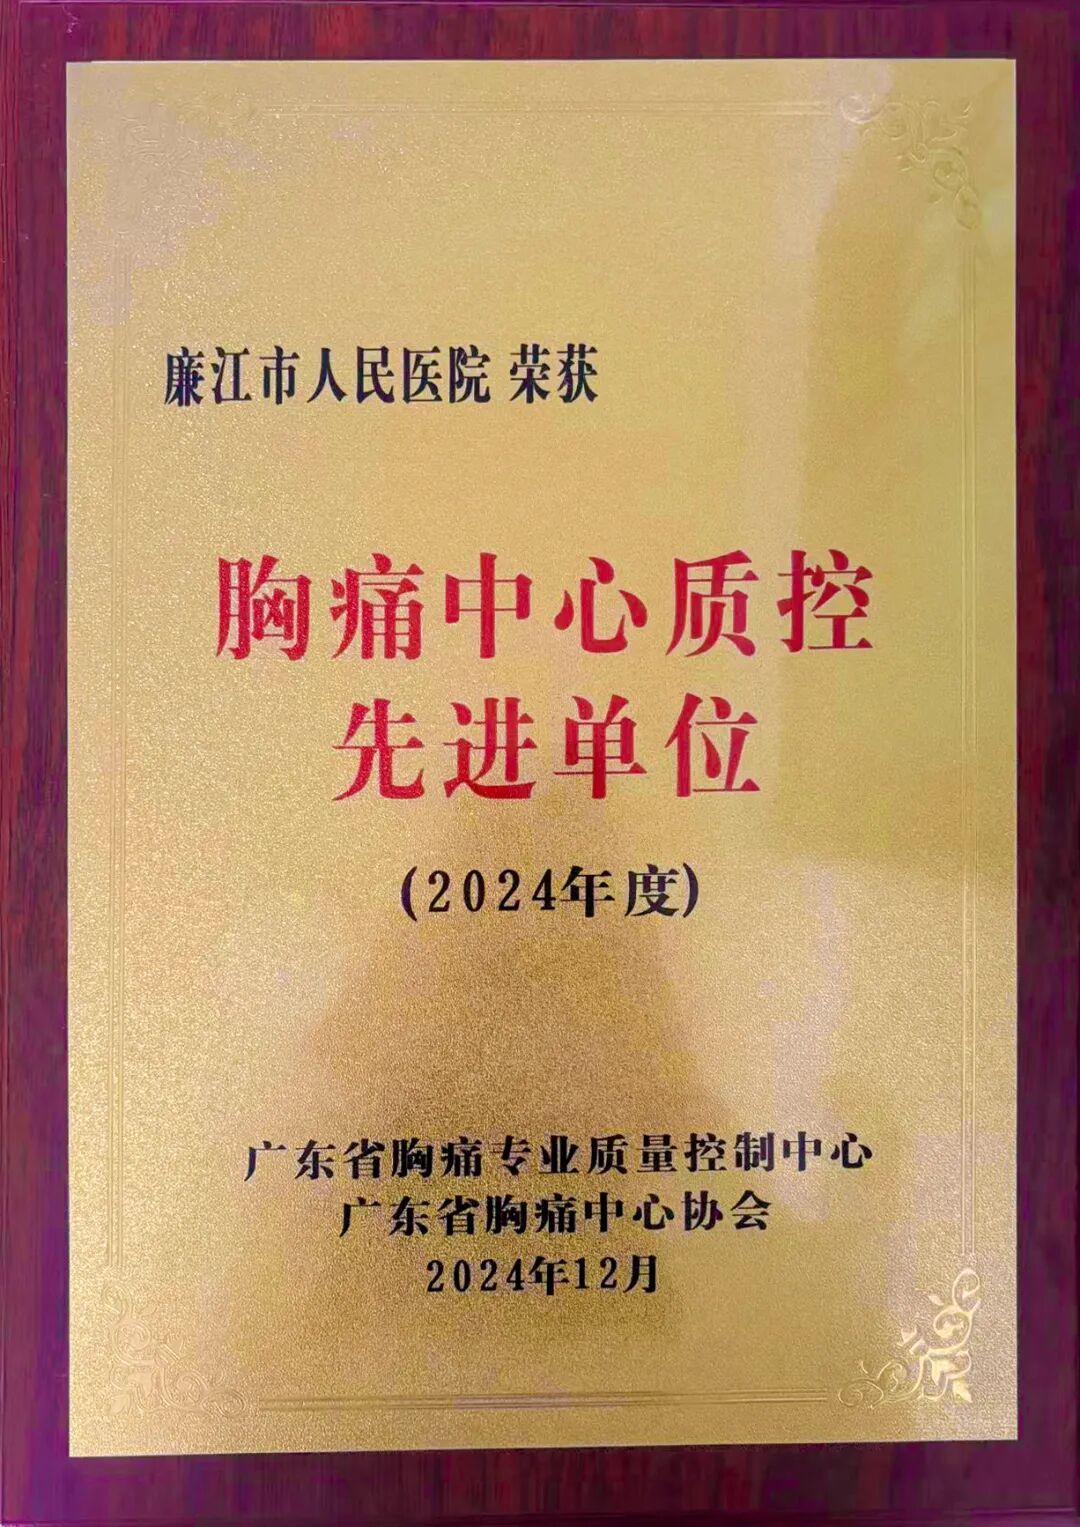 廉江市人民医院 荣获
胸痛中心质控
先进单位
(2024年度)
广东省胸痛专业质量控制中心
广东省胸痛中心协会
2024年12月